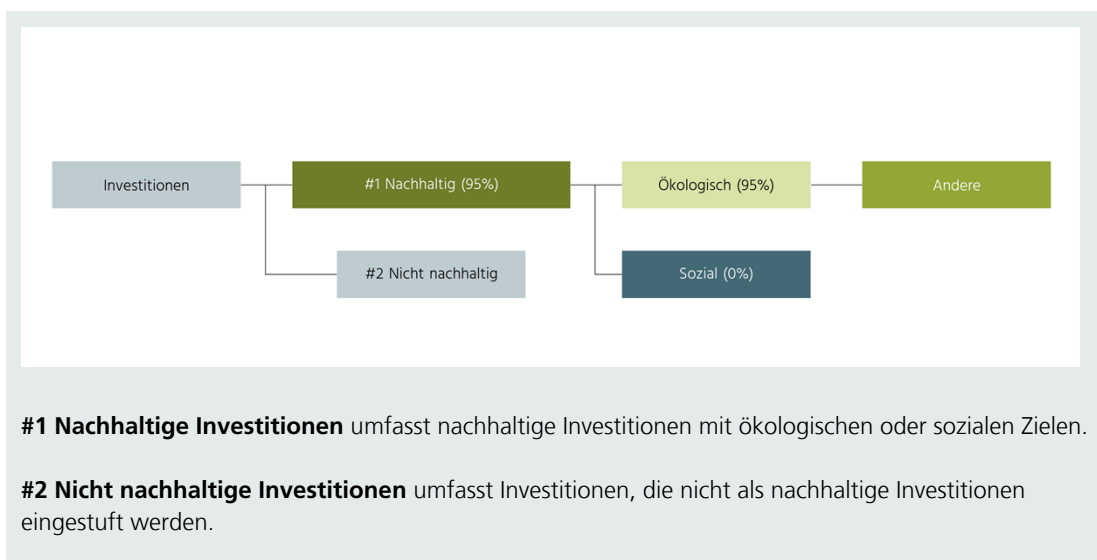 Investitionen
#1 Nachhaltig (95%)
Ökologisch (95%)
Andere
#2 Nicht nachhaltig
Sozial (0%)
#1 Nachhaltige Investitionen umfasst nachhaltige Investitionen mit ökologischen oder sozialen Zielen.
#2 Nicht nachhaltige Investitionen umfasst Investitionen, die nicht als nachhaltige Investitionen
eingestuft werden.